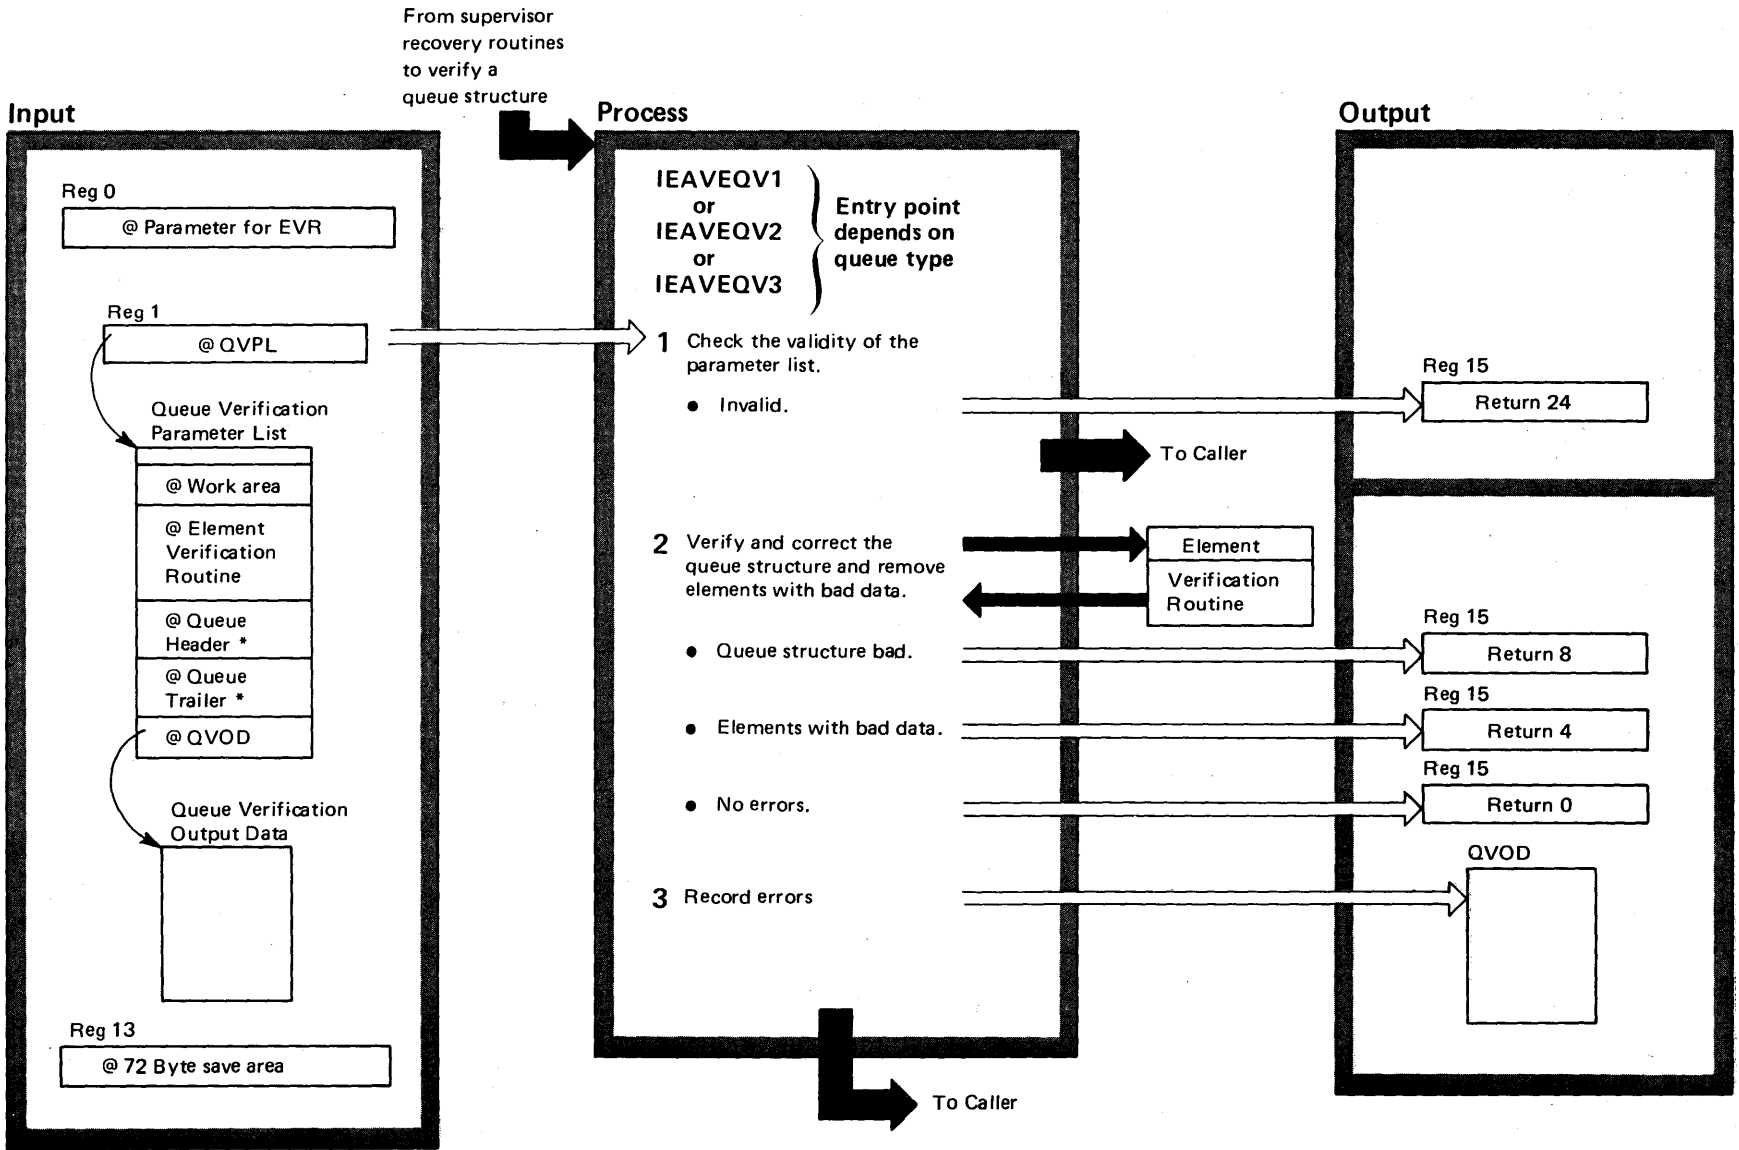 From supervisor
recovery routines
to verify a
queue structure
Input
Reg 0
@ Parameter for EVR
Reg 1
@ QVPL
Queue Verification
Parameter List
@ Work area
@ Element
Verification
Routine
@ Queue
Header *
@ Queue
Trailer *
@ QVOD
Queue Verification
Output Data
Reg 13
@ 72 Byte save area
Process
IEAVEQV1
or
IEAVEQV2
or
IEAVEQV3
Entry point
depends on
queue type
1 Check the validity of the
parameter list.
• Invalid.
To Caller
2 Verify and correct the
queue structure and remove
elements with bad data.
Element
Verification
Routine
• Queue structure bad.
• Elements with bad data.
• No errors.
3 Record errors
To Caller
Output
Reg 15
Return 24
Reg 15
Return 8
Reg 15
Return 4
Reg 15
Return 0
QVOD